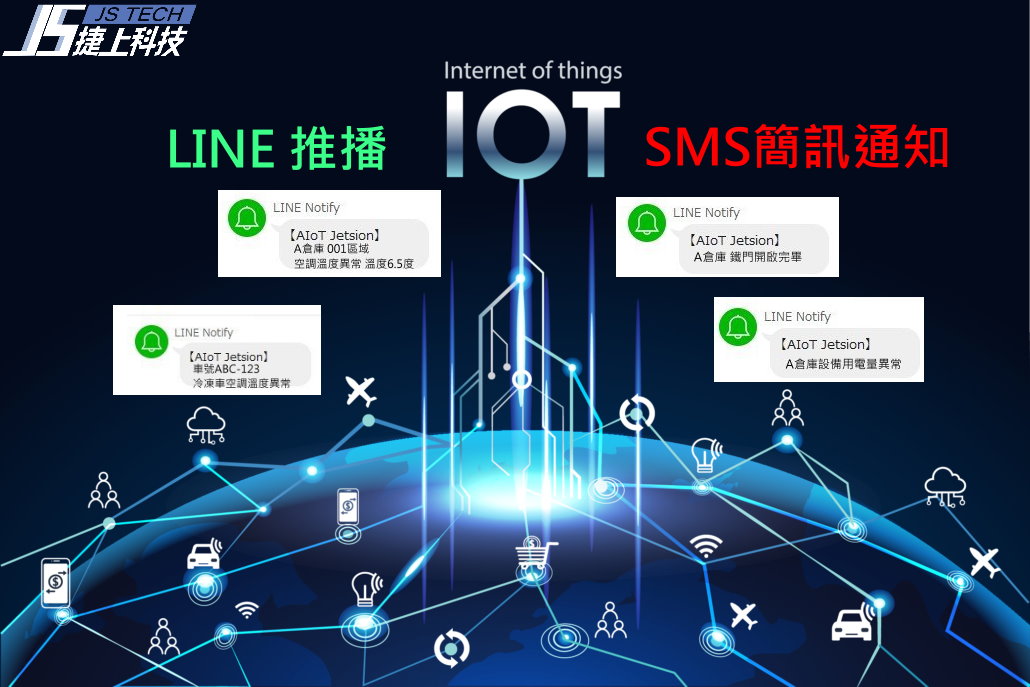 JS TECH
JS捷上科技
Internet of things
IOT
LINE 推播
SMS簡訊通知
LINE Notify
【AIoT Jetsion】
A倉庫 001區域
空調溫度異常 溫度6.5度
LINE Notify
【AIoT Jetsion】
A倉庫 鐵門開啟完畢
LINE Notify
【AIoT Jetsion】
車號ABC-123
冷凍車空調溫度異常
LINE Notify
【AIoT Jetsion】
A倉庫設備用電量異常